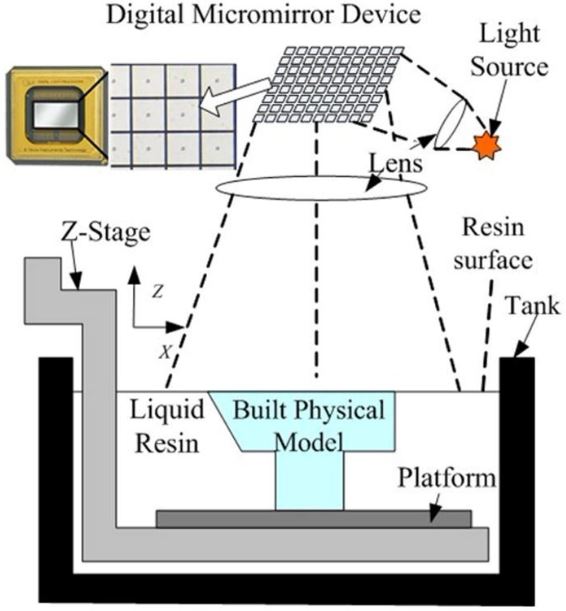 Digital Micromirror Device
Light
Source
Lens
Z-Stage
Z
X
Resin
surface
Tank
Liquid
Resin
Built Physical
Model
Platform